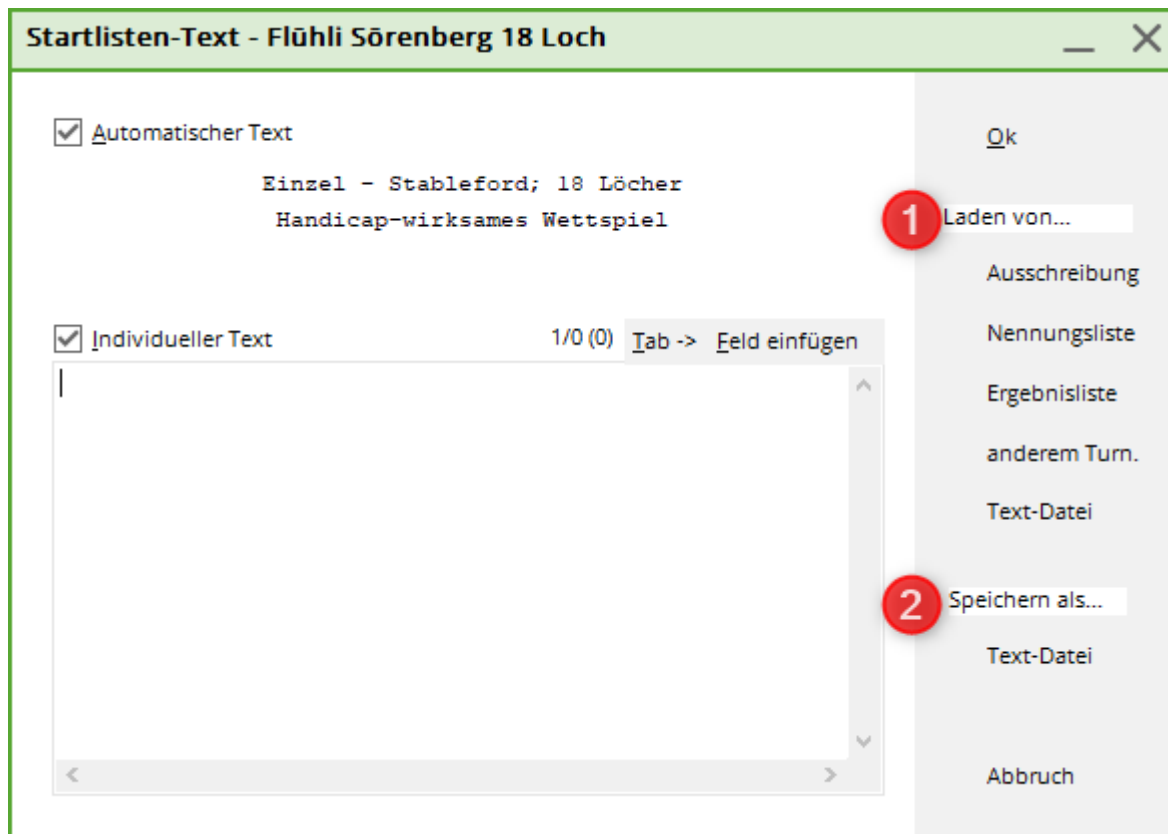 Startlisten-Text - Flühli Sörenberg 18 Loch
Automatischer Text
Einzel - Stableford; 18 Löcher
Handicap-wirksames Wettspiel
Individueller Text 1/0 (0) Tab -> Feld einfügen
Ok
1 Laden von...
Ausschreibung
Nennungsliste
Ergebnisliste
anderem Turn.
Text-Datei
2 Speichern als...
Text-Datei
Abbruch